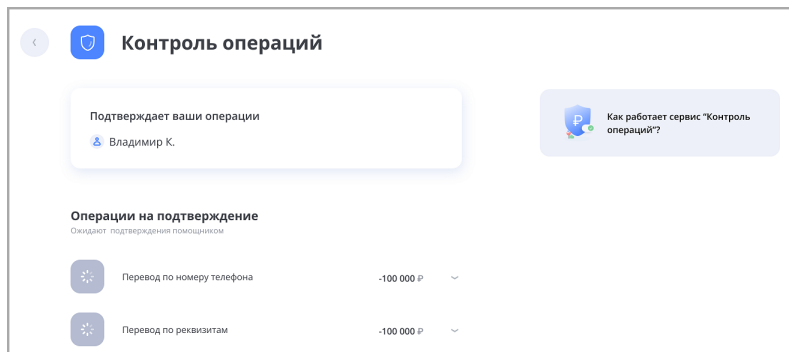 Контроль операций
Подтверждает ваши операции
Владимир К.
Как работает сервис “Контроль
операций”?
Операции на подтверждение
Ожидают подтверждения помощником
Перевод по номеру телефона -100 000 ₽
Перевод по реквизитам -100 000 ₽